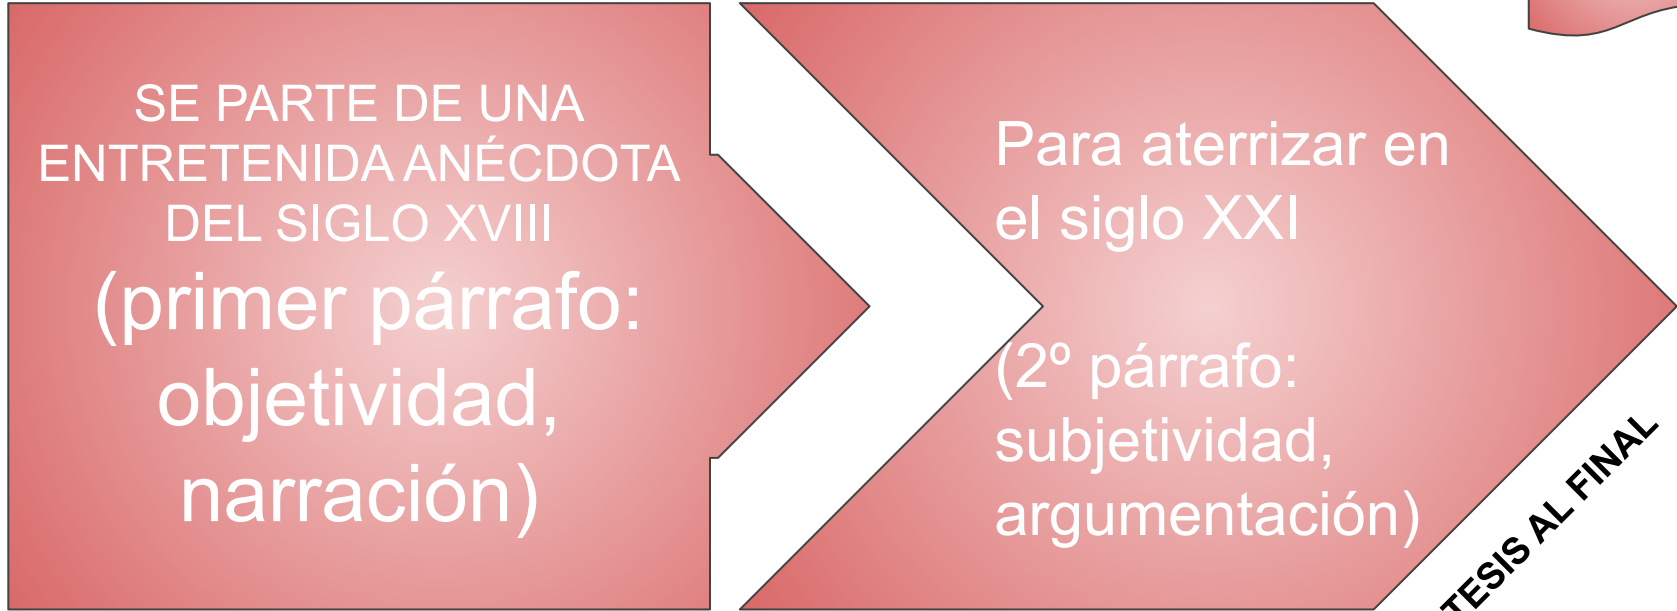 SE PARTE DE UNA
ENTRETENIDA ANÉCDOTA
DEL SIGLO XVIII
(primer párrafo:
objetividad,
narración)
Para aterrizar en
el siglo XXI
(2º párrafo:
subjetividad,
argumentación)
TESIS AL FINAL